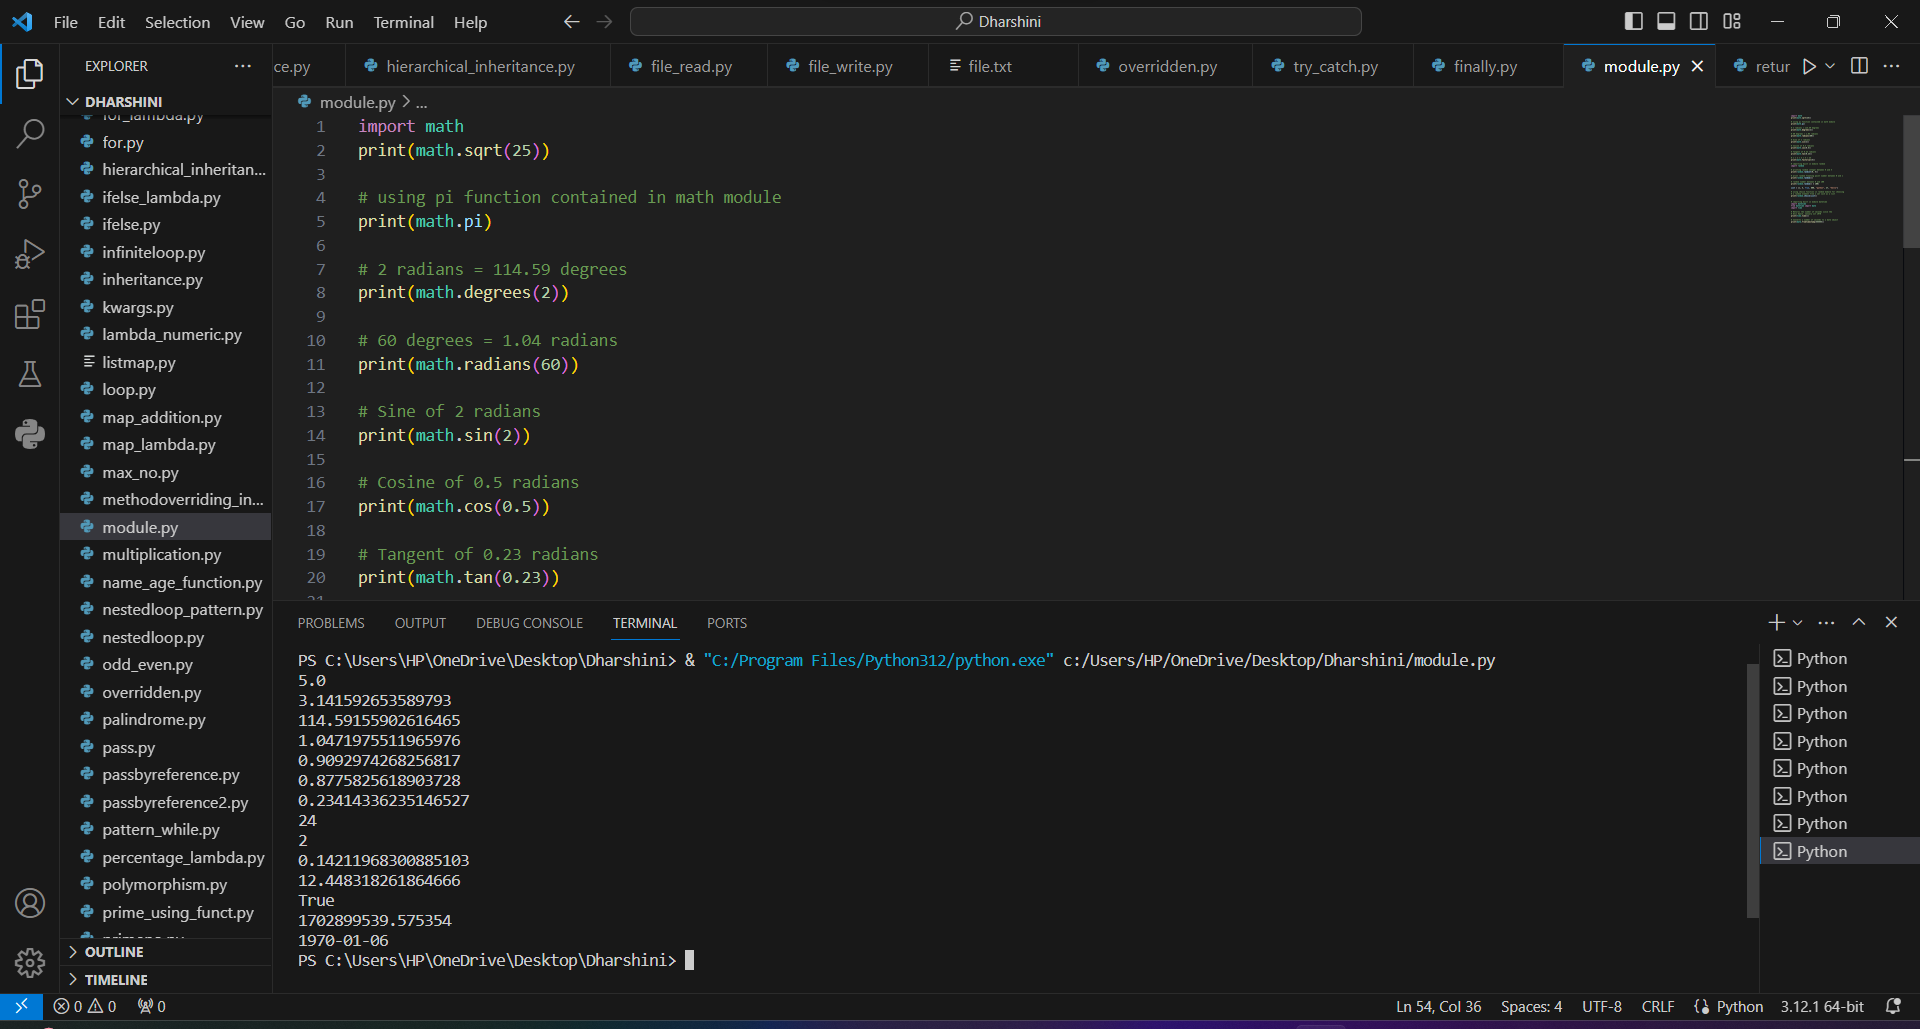 File Edit Selection View Go Run Terminal Help
Dharshini
EXPLORER
DHARSHINI
for_lambda.py
for.py
hierarchical_inheritan...
ifelse_lambda.py
ifelse.py
infiniteloop.py
inheritance.py
kwargs.py
lambda_numeric.py
listmap,py
loop.py
map_addition.py
map_lambda.py
max_no.py
methodoverriding_in...
module.py
multiplication.py
name_age_function.py
nestedloop_pattern.py
nestedloop.py
odd_even.py
overridden.py
palindrome.py
pass.py
passbyreference.py
passbyreference2.py
pattern_while.py
percentage_lambda.py
polymorphism.py
prime_using_funct.py
OUTLINE
TIMELINE
ce.py hierarchical_inheritance.py file_read.py file_write.py file.txt overridden.py try_catch.py finally.py module.py retur
module.py > ...
1 import math
2 print(math.sqrt(25))
3
4 # using pi function contained in math module
5 print(math.pi)
6
7 # 2 radians = 114.59 degrees
8 print(math.degrees(2))
9
10 # 60 degrees = 1.04 radians
11 print(math.radians(60))
12
13 # Sine of 2 radians
14 print(math.sin(2))
15
16 # Cosine of 0.5 radians
17 print(math.cos(0.5))
18
19 # Tangent of 0.23 radians
20 print(math.tan(0.23))
21
PROBLEMS OUTPUT DEBUG CONSOLE TERMINAL PORTS
PS C:\Users\HP\OneDrive\Desktop\Dharshini> & "C:/Program Files/Python312/python.exe" c:/Users/HP/OneDrive/Desktop/Dharshini/module.py
5.0
3.141592653589793
114.59155902616465
1.0471975511965976
0.9092974268256817
0.8775825618903728
0.23414336235146527
24
2
0.14211968300885103
12.448318261864666
True
1702899539.575354
1970-01-06
PS C:\Users\HP\OneDrive\Desktop\Dharshini>
Python
Python
Python
Python
Python
Python
Python
Python
0 0 0
Ln 54, Col 36 Spaces: 4 UTF-8 CRLF Python 3.12.1 64-bit